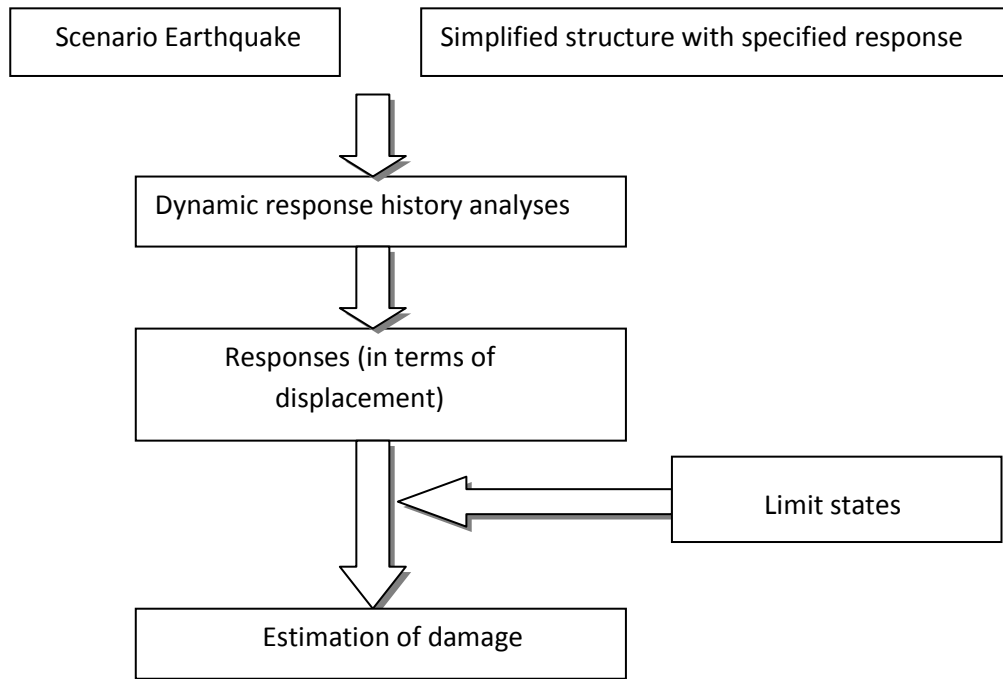 Scenario Earthquake
Simplified structure with specified response
Dynamic response history analyses
Responses (in terms of
displacement)
Limit states
Estimation of damage